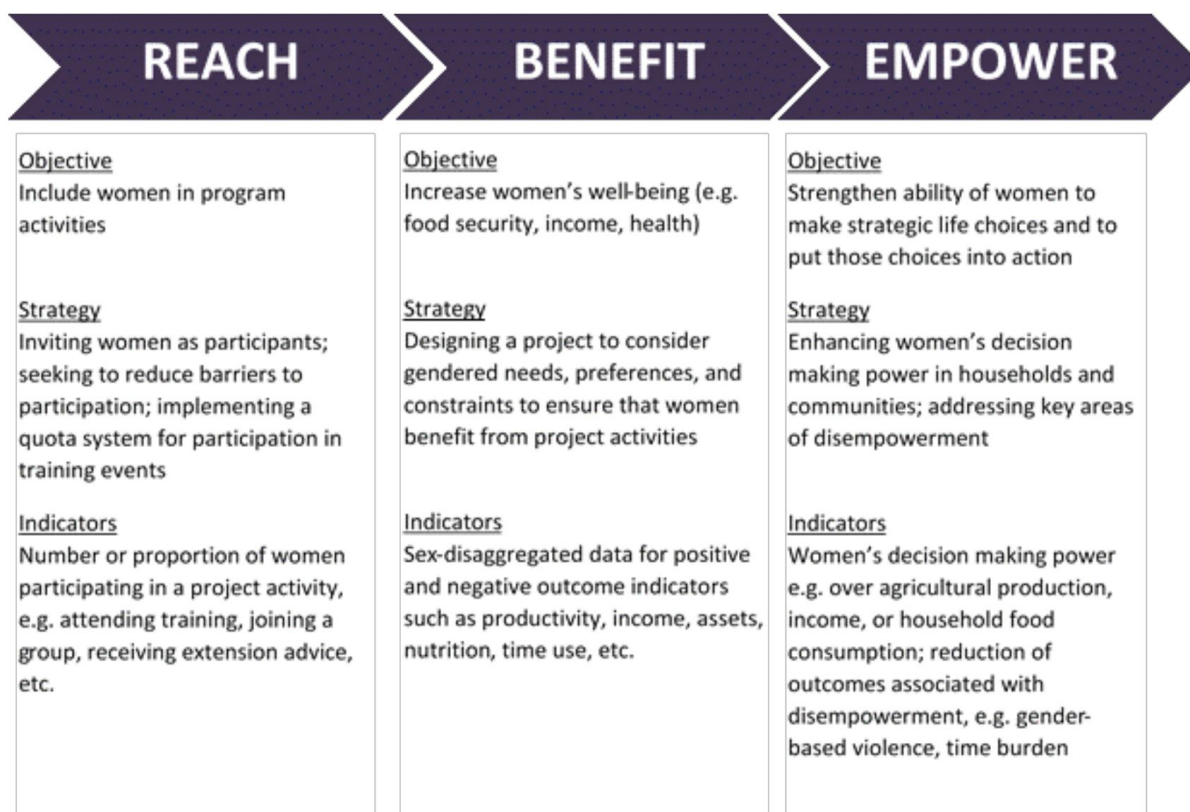 REACH
BENEFIT
EMPOWER
Objective
Include women in program
activities
Strategy
Inviting women as participants;
seeking to reduce barriers to
participation; implementing a
quota system for participation in
training events
Indicators
Number or proportion of women
participating in a project activity,
e.g. attending training, joining a
group, receiving extension advice,
etc.
Objective
Increase women’s well-being (e.g.
food security, income, health)
Strategy
Designing a project to consider
gendered needs, preferences, and
constraints to ensure that women
benefit from project activities
Indicators
Sex-disaggregated data for positive
and negative outcome indicators
such as productivity, income, assets,
nutrition, time use, etc.
Objective
Strengthen ability of women to
make strategic life choices and to
put those choices into action
Strategy
Enhancing women’s decision
making power in households and
communities; addressing key areas
of disempowerment
Indicators
Women’s decision making power
e.g. over agricultural production,
income, or household food
consumption; reduction of
outcomes associated with
disempowerment, e.g. gender-
based violence, time burden